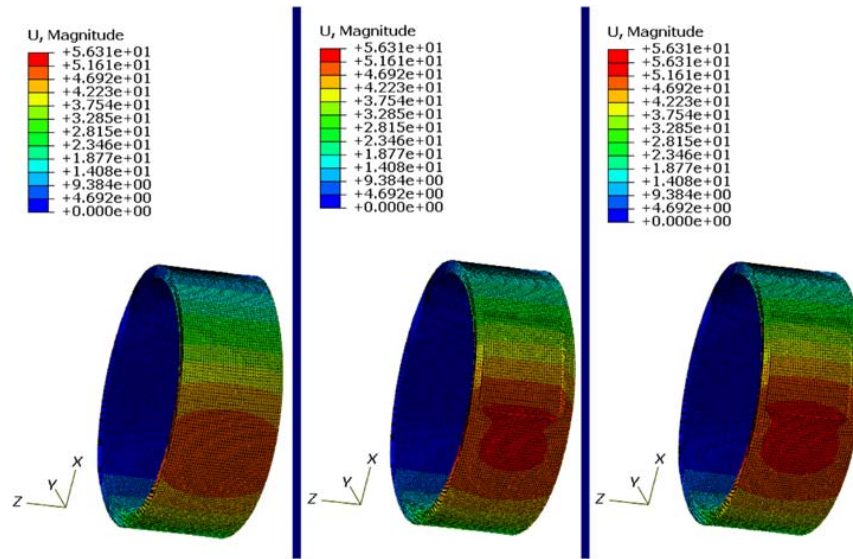 U, Magnitude
+5.631e+01
+5.161e+01
+4.692e+01
+4.223e+01
+3.754e+01
+3.285e+01
+2.815e+01
+2.346e+01
+1.877e+01
+1.408e+01
+9.384e+00
+4.692e+00
+0.000e+00
X
Y
Z
U, Magnitude
+5.631e+01
+5.161e+01
+4.692e+01
+4.223e+01
+3.754e+01
+3.285e+01
+2.815e+01
+2.346e+01
+1.877e+01
+1.408e+01
+9.384e+00
+4.692e+00
+0.000e+00
X
Y
Z
U, Magnitude
+5.631e+01
+5.631e+01
+5.161e+01
+4.692e+01
+4.223e+01
+3.754e+01
+3.285e+01
+2.815e+01
+2.346e+01
+1.877e+01
+1.408e+01
+9.384e+00
+4.692e+00
+0.000e+00
X
Y
Z